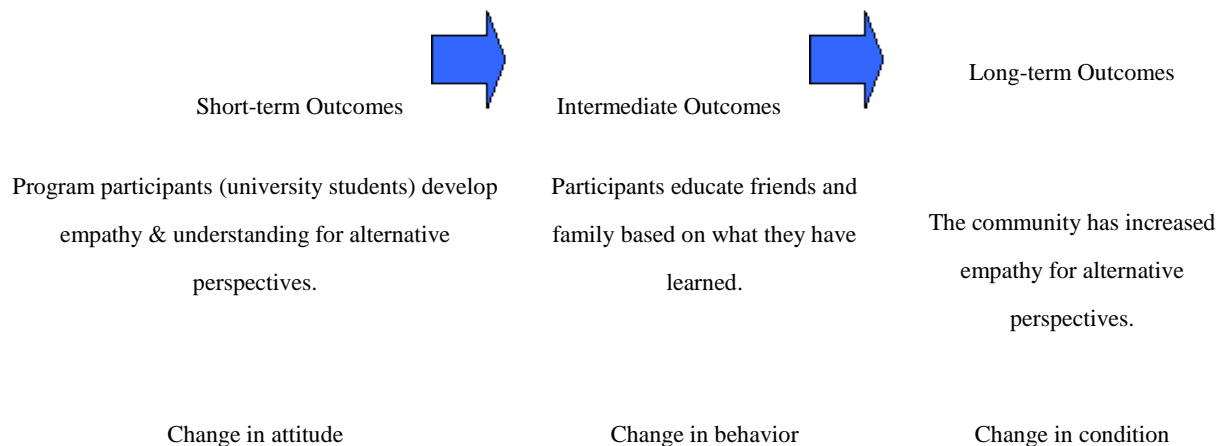 Short-term Outcomes
Program participants (university students) develop
empathy & understanding for alternative
perspectives.
Change in attitude
Intermediate Outcomes
Participants educate friends and
family based on what they have
learned.
Change in behavior
Long-term Outcomes
The community has increased
empathy for alternative
perspectives.
Change in condition